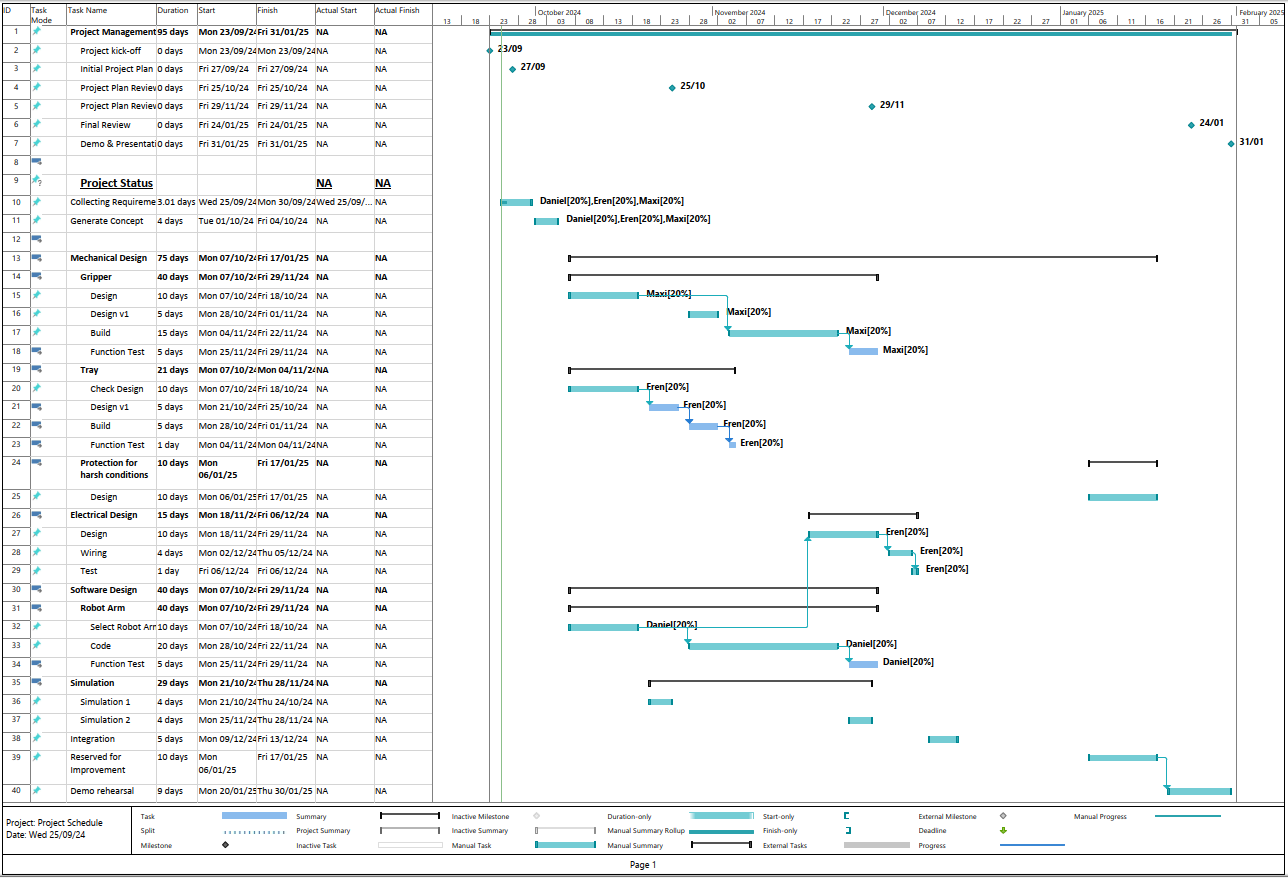 ID Task Mode Task Name Duration Start Finish Actual Start Actual Finish
October 2024 November 2024 December 2024 January 2025 February 2025
13 18 23 28 03 08 13 18 23 28 02 07 12 17 22 27 02 07 12 17 22 27 01 06 11 16 21 26 31 05
1 Project Management 95 days Mon 23/09/24 Fri 31/01/25 NA NA
2 Project kick-off 0 days Mon 23/09/24 Mon 23/09/24 NA NA 23/09
3 Initial Project Plan 0 days Fri 27/09/24 Fri 27/09/24 NA NA 27/09
4 Project Plan Review 0 days Fri 25/10/24 Fri 25/10/24 NA NA 25/10
5 Project Plan Review 0 days Fri 29/11/24 Fri 29/11/24 NA NA 29/11
6 Final Review 0 days Fri 24/01/25 Fri 24/01/25 NA NA 24/01
7 Demo & Presentati 0 days Fri 31/01/25 Fri 31/01/25 NA NA 31/01
8
9 Project Status NA NA
10 Collecting Requireme 3.01 days Wed 25/09/24 Mon 30/09/24 Wed 25/09/... NA Daniel[20%],Eren[20%],Maxi[20%]
11 Generate Concept 4 days Tue 01/10/24 Fri 04/10/24 NA NA Daniel[20%],Eren[20%],Maxi[20%]
12
13 Mechanical Design 75 days Mon 07/10/24 Fri 17/01/25 NA NA
14 Gripper 40 days Mon 07/10/24 Fri 29/11/24 NA NA
15 Design 10 days Mon 07/10/24 Fri 18/10/24 NA NA Maxi[20%]
16 Design v1 5 days Mon 28/10/24 Fri 01/11/24 NA NA Maxi[20%]
17 Build 15 days Mon 04/11/24 Fri 22/11/24 NA NA Maxi[20%]
18 Function Test 5 days Mon 25/11/24 Fri 29/11/24 NA NA Maxi[20%]
19 Tray 21 days Mon 07/10/24 Mon 04/11/24 NA NA
20 Check Design 10 days Mon 07/10/24 Fri 18/10/24 NA NA Eren[20%]
21 Design v1 5 days Mon 21/10/24 Fri 25/10/24 NA NA Eren[20%]
22 Build 5 days Mon 28/10/24 Fri 01/11/24 NA NA Eren[20%]
23 Function Test 1 day Mon 04/11/24 Mon 04/11/24 NA NA Eren[20%]
24 Protection for harsh conditions 10 days Mon 06/01/25 Fri 17/01/25 NA NA
25 Design 10 days Mon 06/01/25 Fri 17/01/25 NA NA
26 Electrical Design 15 days Mon 18/11/24 Fri 06/12/24 NA NA
27 Design 10 days Mon 18/11/24 Fri 29/11/24 NA NA Eren[20%]
28 Wiring 4 days Mon 02/12/24 Thu 05/12/24 NA NA Eren[20%]
29 Test 1 day Fri 06/12/24 Fri 06/12/24 NA NA Eren[20%]
30 Software Design 40 days Mon 07/10/24 Fri 29/11/24 NA NA
31 Robot Arm 40 days Mon 07/10/24 Fri 29/11/24 NA NA
32 Select Robot Arm 10 days Mon 07/10/24 Fri 18/10/24 NA NA Daniel[20%]
33 Code 20 days Mon 28/10/24 Fri 22/11/24 NA NA Daniel[20%]
34 Function Test 5 days Mon 25/11/24 Fri 29/11/24 NA NA Daniel[20%]
35 Simulation 29 days Mon 21/10/24 Thu 28/11/24 NA NA
36 Simulation 1 4 days Mon 21/10/24 Thu 24/10/24 NA NA
37 Simulation 2 4 days Mon 25/11/24 Thu 28/11/24 NA NA
38 Integration 5 days Mon 09/12/24 Fri 13/12/24 NA NA
39 Reserved for Improvement 10 days Mon 06/01/25 Fri 17/01/25 NA NA
40 Demo rehearsal 9 days Mon 20/01/25 Thu 30/01/25 NA NA
Project: Project Schedule
Date: Wed 25/09/24
Task Summary Inactive Milestone Duration-only Start-only External Milestone Manual Progress
Split Project Summary Inactive Summary Manual Summary Rollup Finish-only Deadline
Milestone Inactive Task Manual Task Manual Summary External Tasks Progress
Page 1